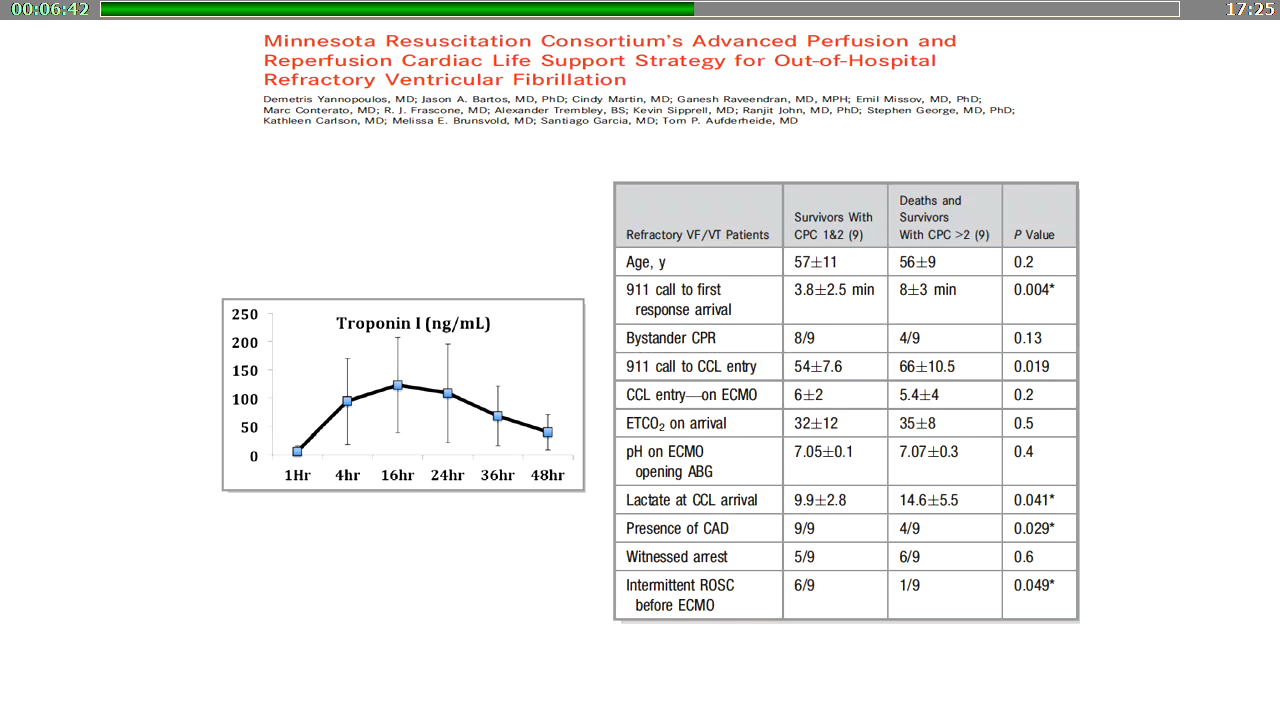 00:06:42
17:25
Minnesota Resuscitation Consortium's Advanced Perfusion and
Reperfusion Cardiac Life Support Strategy for Out-of-Hospital
Refractory Ventricular Fibrillation
Demetris Yannopoulos, MD; Jason A. Bartos, MD, PhD; Cindy Martin, MD; Ganesh Raveendran, MD, MPH; Emil Missov, MD, PhD;
Marc Conterato, MD; R. J. Frascone, MD; Alexander Trembley, BS; Kevin Sipprell, MD; Ranjit John, MD, PhD; Stephen George, MD, PhD;
Kathleen Carlson, MD; Melissa E. Brunsvold, MD; Santiago Garcia, MD; Tom P. Aufderheide, MD
Troponin I (ng/mL)
250
200
150
100
50
0
1Hr 4hr 16hr 24hr 36hr 48hr
Refractory VF/VT Patients
Survivors With
CPC 1&2 (9)
Deaths and
Survivors
With CPC >2 (9)
P Value
Age, y 57±11 56±9 0.2
911 call to first 3.8±2.5 min 8±3 min 0.004*
response arrival
Bystander CPR 8/9 4/9 0.13
911 call to CCL entry 54±7.6 66±10.5 0.019
CCL entry—on ECMO 6±2 5.4±4 0.2
ETCO₂ on arrival 32±12 35±8 0.5
pH on ECMO 7.05±0.1 7.07±0.3 0.4
opening ABG
Lactate at CCL arrival 9.9±2.8 14.6±5.5 0.041*
Presence of CAD 9/9 4/9 0.029*
Witnessed arrest 5/9 6/9 0.6
Intermittent ROSC 6/9 1/9 0.049*
before ECMO